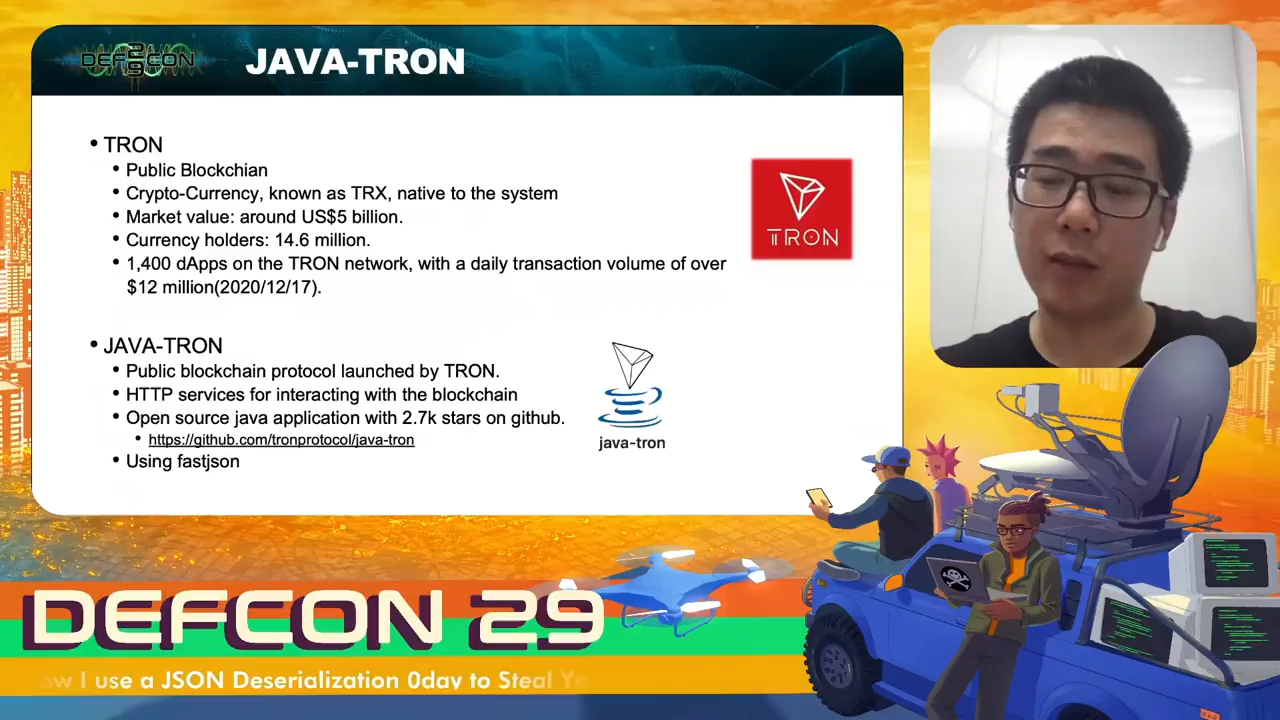 DEFCON
29
JAVA-TRON
• TRON
• Public Blockchian
• Crypto-Currency, known as TRX, native to the system
• Market value: around US$5 billion.
• Currency holders: 14.6 million.
• 1,400 dApps on the TRON network, with a daily transaction volume of over
$12 million(2020/12/17).
TRON
• JAVA-TRON
• Public blockchain protocol launched by TRON.
• HTTP services for interacting with the blockchain
• Open source java application with 2.7k stars on github.
• https://github.com/tronprotocol/java-tron
• Using fastjson
java-tron
DEFCON 29
ow I use a JSON Deserialization 0day to Steal Ye